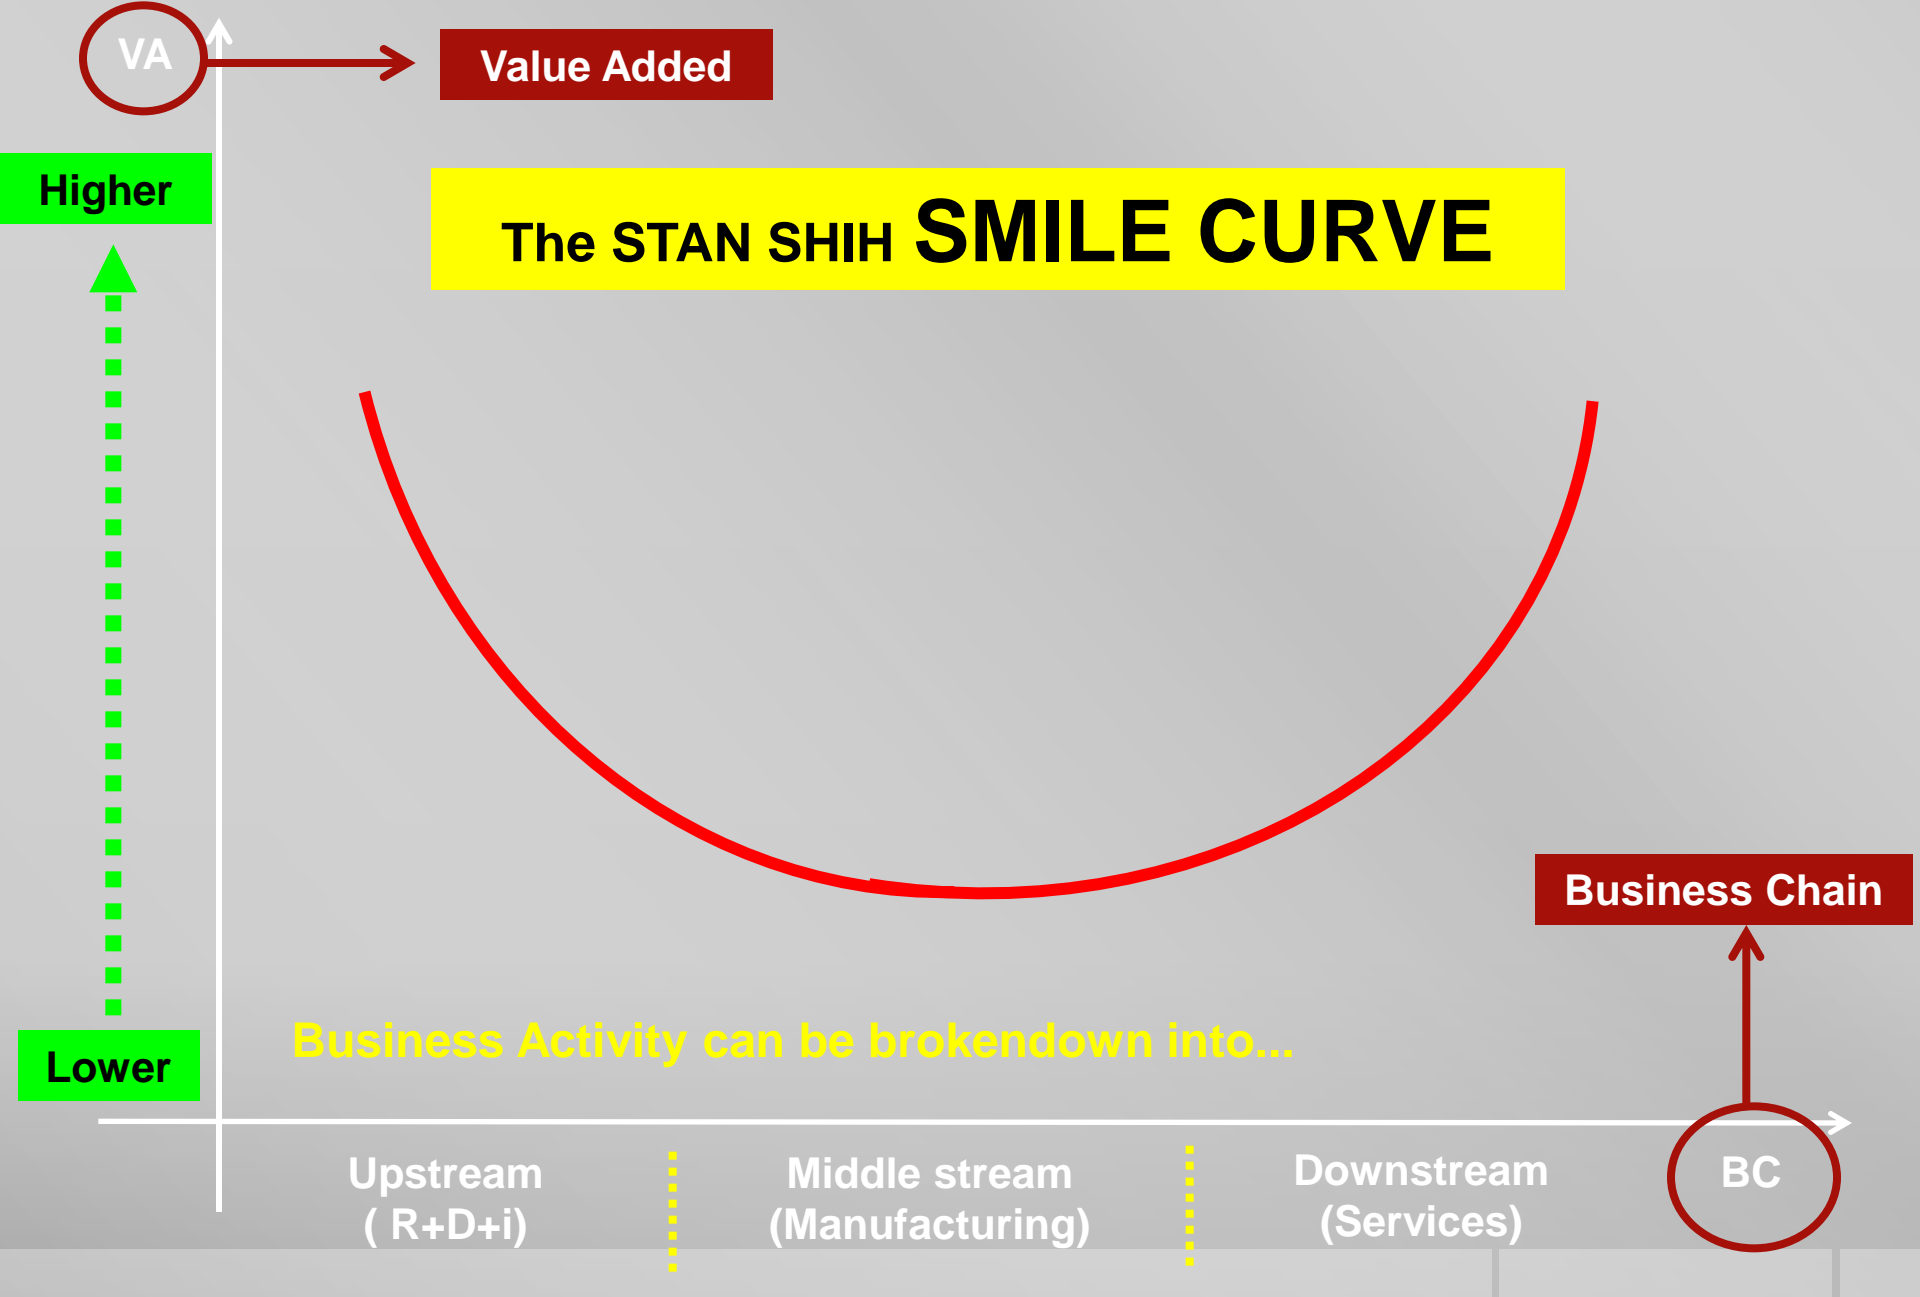 VA
Value Added
Higher
The STAN SHIH SMILE CURVE
Business Chain
Business Activity can be brokendown into...
Lower
Upstream
( R+D+i)
Middle stream
(Manufacturing)
Downstream
(Services)
BC